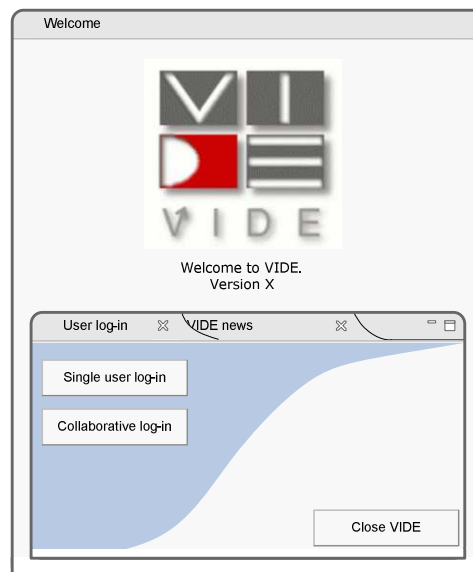 Welcome
VIDE
VIDE
Welcome to VIDE.
Version X
User log-in
VIDE news
Single user log-in
Collaborative log-in
Close VIDE